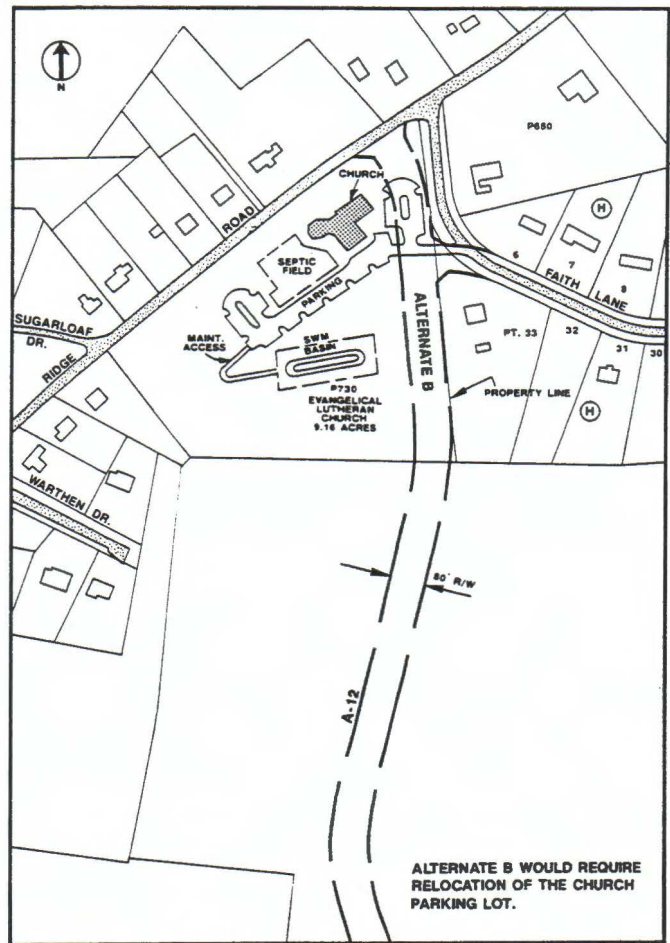 N
P660
CHURCH
ROAD
H
6
7
8
SEPTIC
FIELD
PARKING
FAITH LANE
SUGARLOAF
DR.
RIDGE
MAINT.
ACCESS
SWM
BASIN
ALTERNATE B
PT. 33
32
31
30
P730
EVANGELICAL
LUTHERAN
CHURCH
9.16 ACRES
PROPERTY LINE
H
WARTHEN DR.
80' R/W
A-12
ALTERNATE B WOULD REQUIRE
RELOCATION OF THE CHURCH
PARKING LOT.